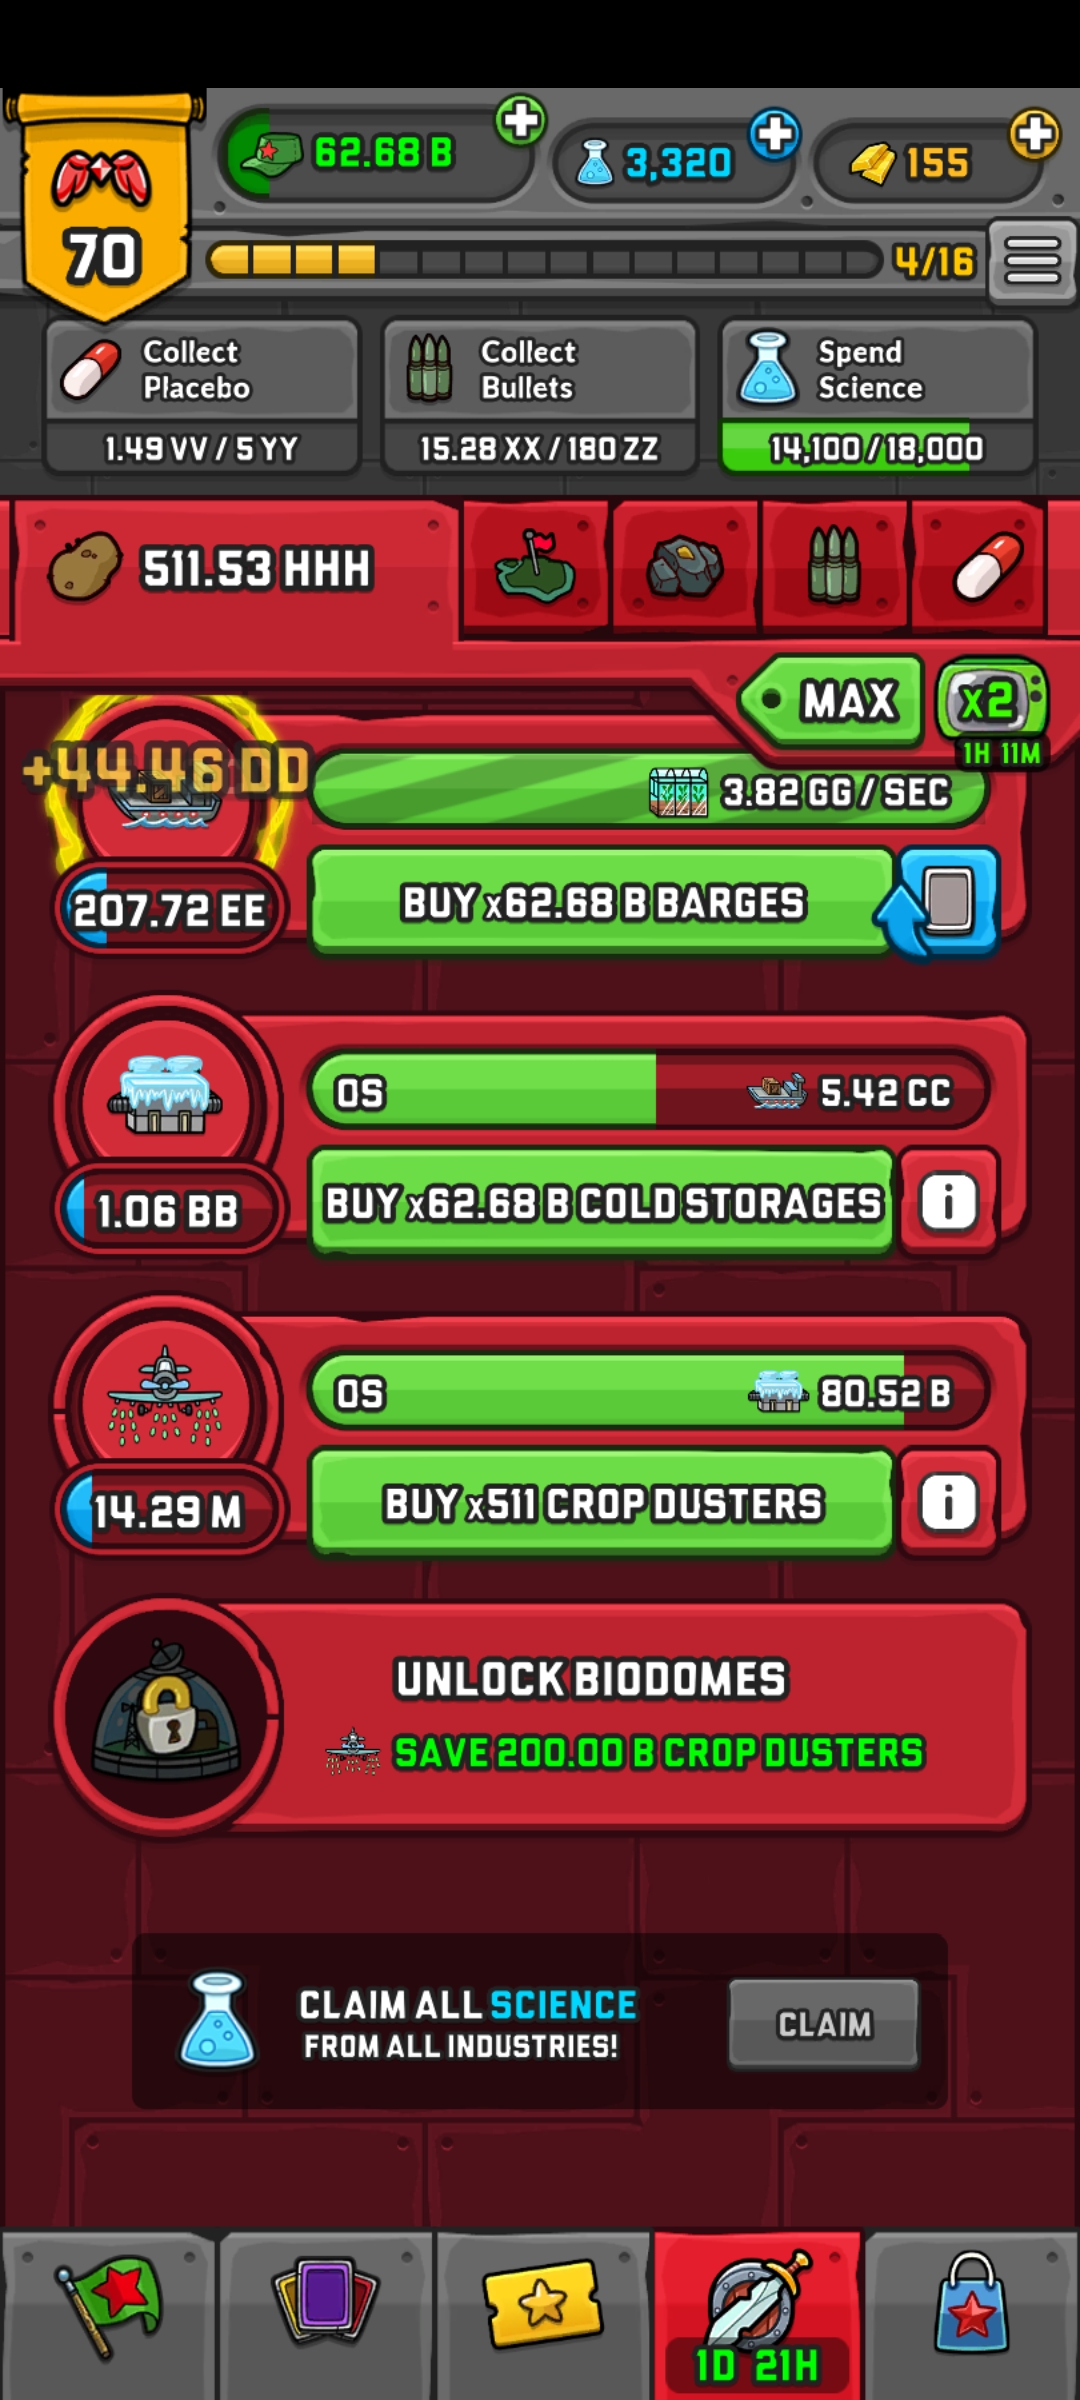 70
62.68 B
3,320
155
4/16
Collect
Placebo
1.49 VV / 5 YY
Collect
Bullets
15.28 XX / 180 ZZ
Spend
Science
14,100 / 18,000
511.53 HHH
MAX
x2
1H 11M
+44.46 DD
3.82 GG / SEC
207.72 EE
BUY x62.68 B BARGES
0S
5.42 CC
1.06 BB
BUY x62.68 B COLD STORAGES
i
0S
80.52 B
14.29 M
BUY x511 CROP DUSTERS
i
UNLOCK BIODOMES
SAVE 200.00 B CROP DUSTERS
CLAIM ALL SCIENCE
FROM ALL INDUSTRIES!
CLAIM
1D 21H